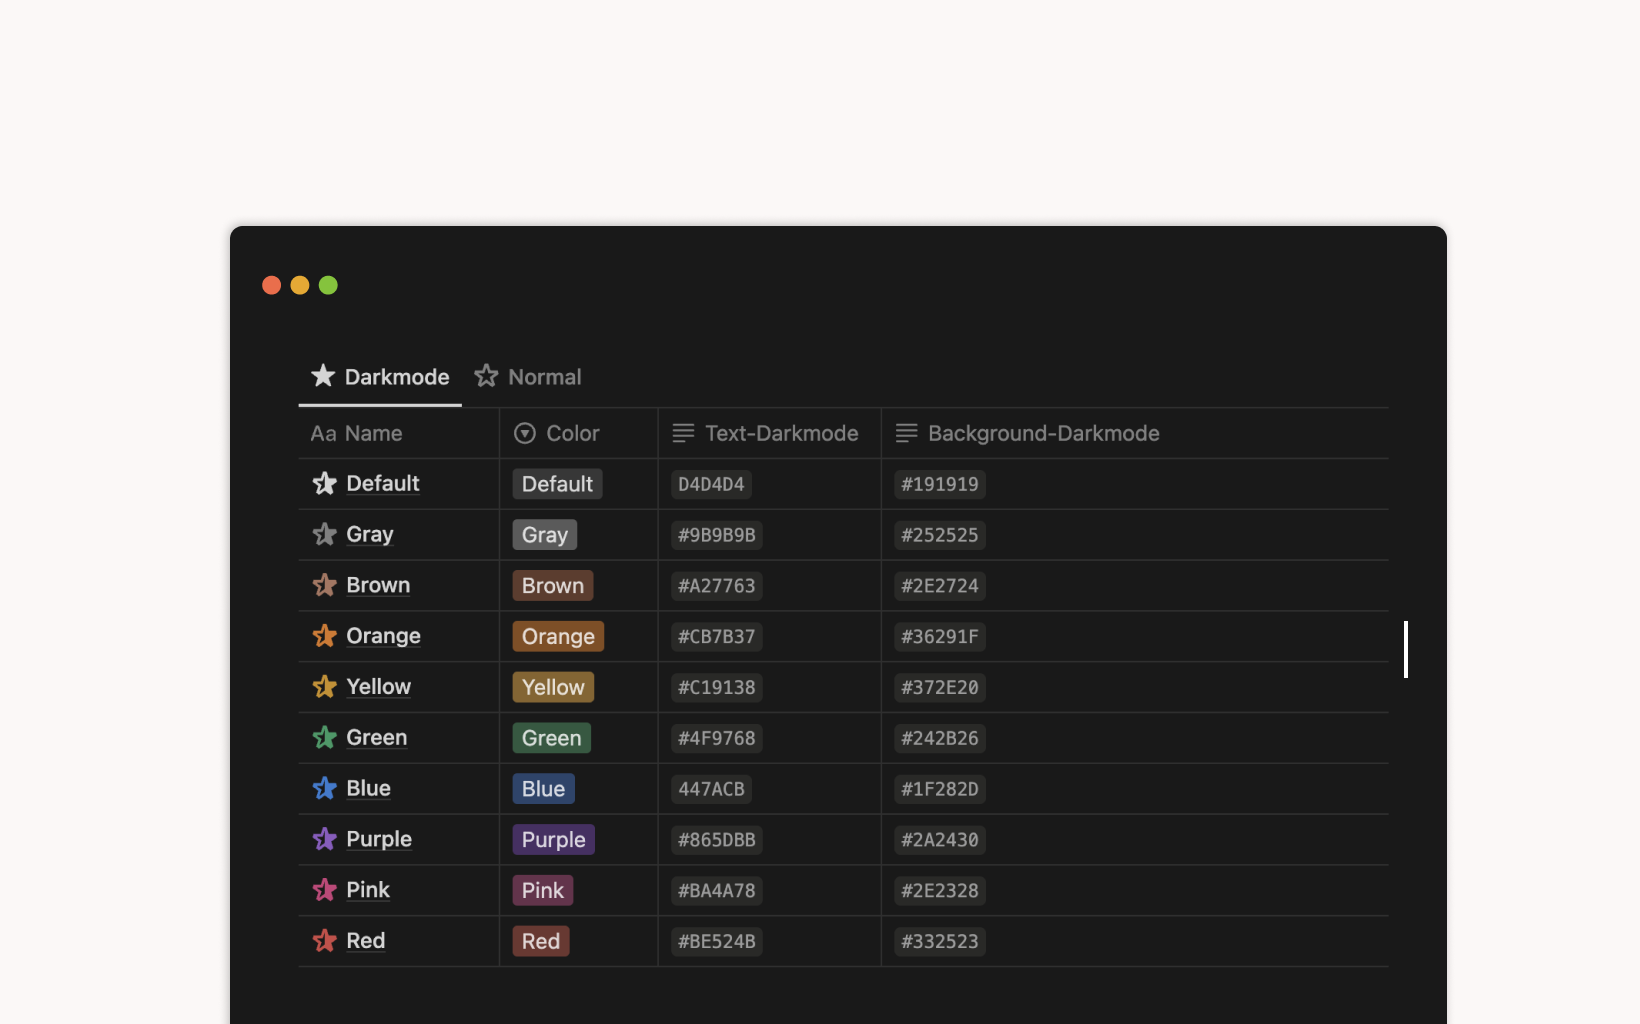 Darkmode Normal
Aa Name Color Text-Darkmode Background-Darkmode
Default Default D4D4D4 #191919
Gray Gray #9B9B9B #252525
Brown Brown #A27763 #2E2724
Orange Orange #CB7B37 #36291F
Yellow Yellow #C19138 #372E20
Green Green #4F9768 #242B26
Blue Blue 447ACB #1F282D
Purple Purple #865DBB #2A2430
Pink Pink #BA4A78 #2E2328
Red Red #BE524B #332523